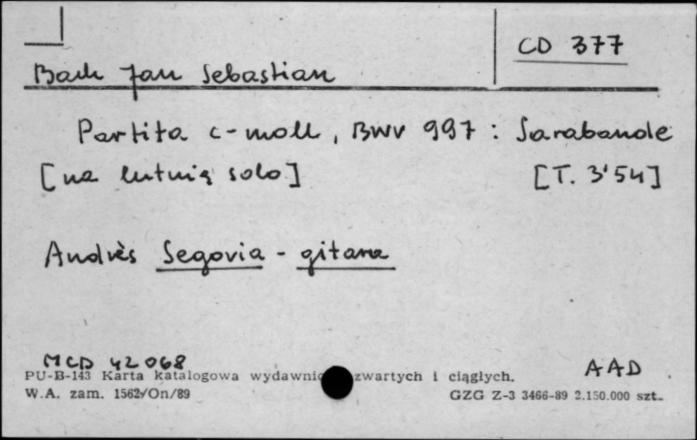 CD 377
Bach Jan Sebastian
Partita c-moll, BWV 997: Sarabande
[na lutnię solo] [T. 3'54]
Andrès Segovia - gitara
MCD 42068 AAD
PU-B-143 Karta katalogowa wydawnic zwartych i ciągłych.
W.A. zam. 1562/On/89 GZG Z-3 3466-89 2.150.000 szt.